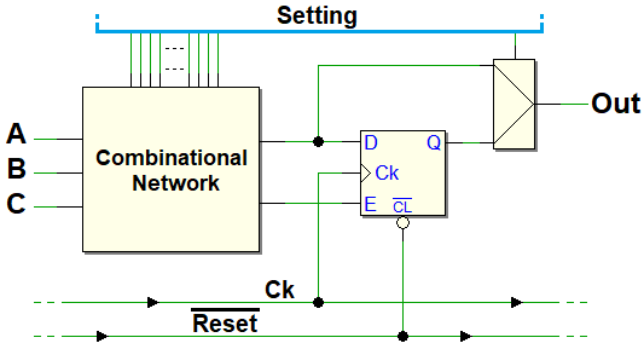 Setting
A
B
C
Combinational
Network
D
Q
Ck
E
CL
Out
Ck
Reset